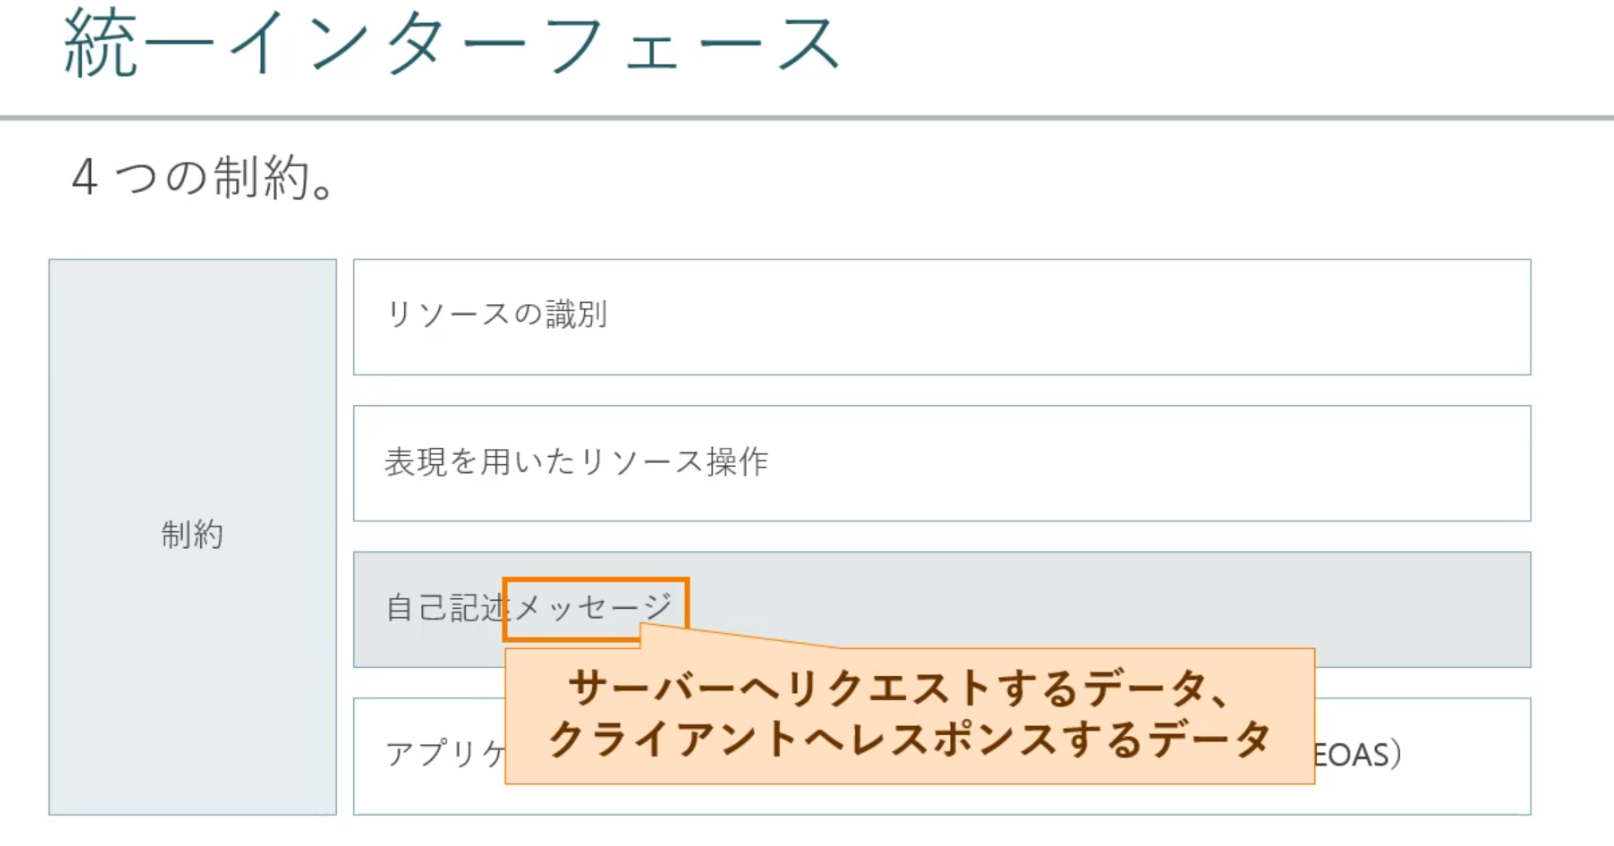 統一インターフェース
4 つの制約。
制約
リソースの識別
表現を用いたリソース操作
自己記述メッセージ
サーバーへリクエストするデータ、
クライアントへレスポンスするデータ
アプリケ
EOAS）